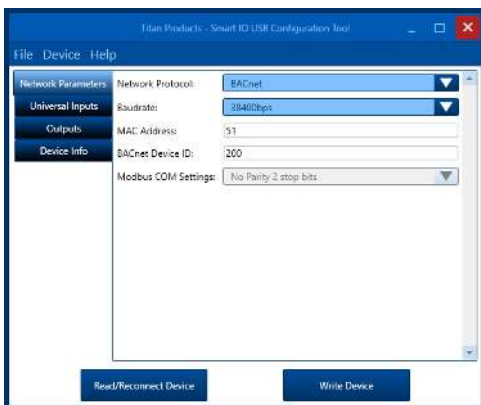 Titan Products - Smart IO USB Configuration Tool
File Device Help
Network Parameters
Universal Inputs
Outputs
Device Info
Network Protocol: BACnet
Baudrate: 38400bps
MAC Address: 51
BACnet Device ID: 200
Modbus COM Settings: No Parity 2 stop bits
Read/Reconnect Device
Write Device